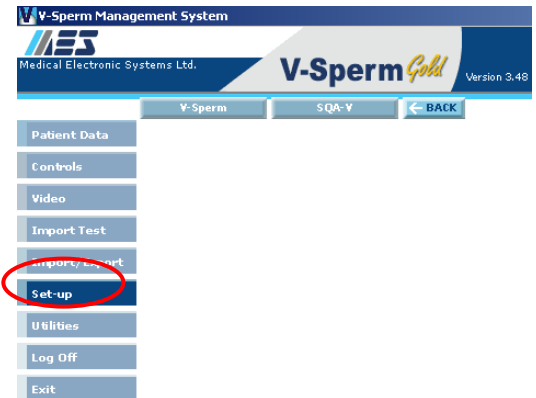 V-Sperm Management System
MES
Medical Electronic Systems Ltd.
V-Sperm Gold
Version 3.48
V-Sperm
SQA-V
BACK
Patient Data
Controls
Video
Import Test
Import/Export
Set-up
Utilities
Log Off
Exit